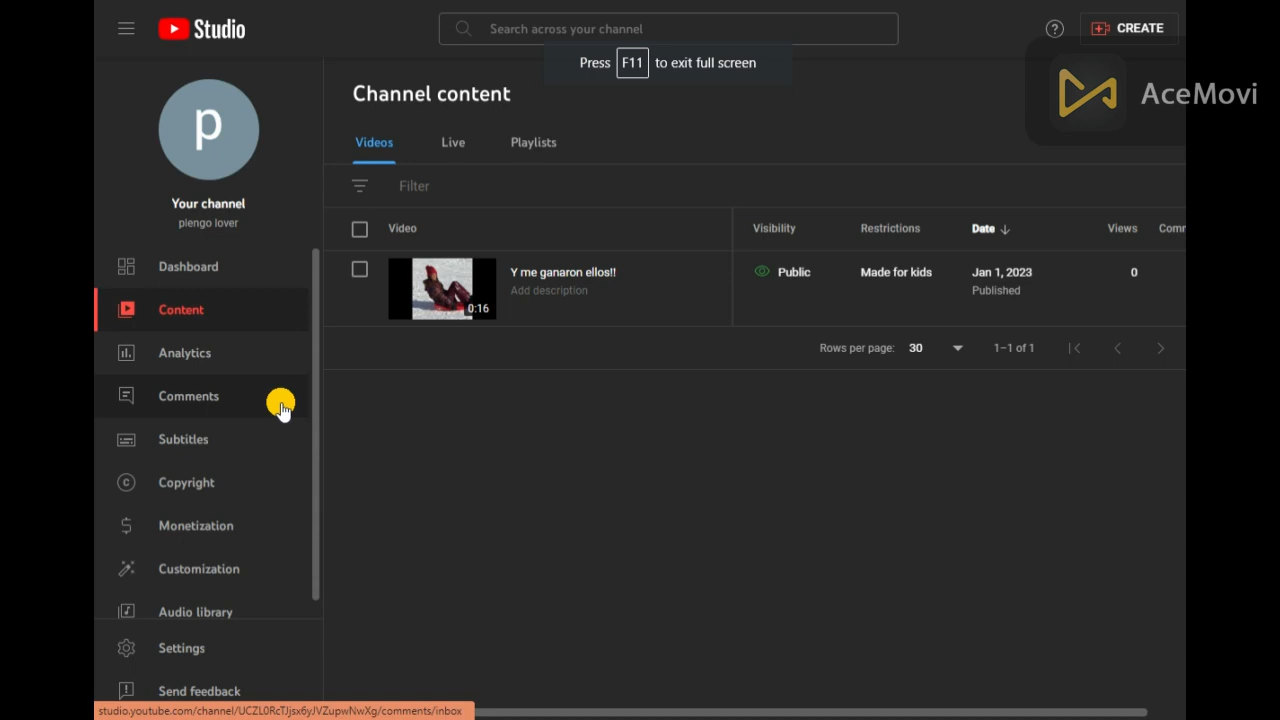 Studio
Search across your channel
CREATE
Press F11 to exit full screen
AceMovi
p
Channel content
Videos Live Playlists
Your channel
plengo lover
Filter
Video Visibility Restrictions Date Views Comr
Y me ganaron ellos!! Public Made for kids Jan 1, 2023 0
Add description Published
0:16
Rows per page: 30 1–1 of 1
Dashboard
Content
Analytics
Comments
Subtitles
Copyright
Monetization
Customization
Audio library
Settings
Send feedback
studio.youtube.com/channel/UCZL0RcTJjsx6yJVZupwNwXg/comments/inbox